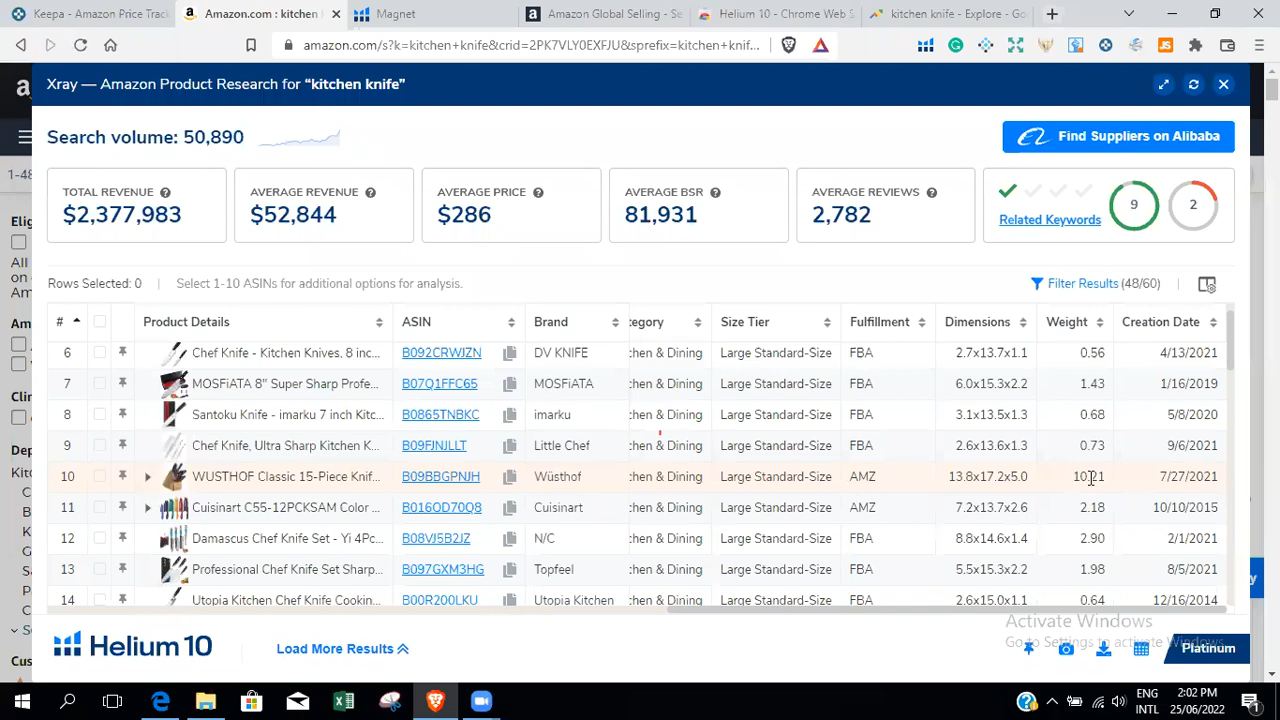 Keepa - Amazon Price Track
Amazon.com : kitchen
Magnet
Amazon Global Selling - Se
Helium 10 - Chrome Web S
kitchen knife - Explore - Go
amazon.com/s?k=kitchen+knife&crid=2PK7VLY0EXFJU&sprefix=kitchen+knif...
Xray — Amazon Product Research for “kitchen knife”
Search volume: 50,890
Find Suppliers on Alibaba
TOTAL REVENUE
$2,377,983
AVERAGE REVENUE
$52,844
AVERAGE PRICE
$286
AVERAGE BSR
81,931
AVERAGE REVIEWS
2,782
Related Keywords
9
2
Rows Selected: 0 | Select 1-10 ASINs for additional options for analysis.
Filter Results (48/60)
# Product Details ASIN Brand tegory Size Tier Fulfillment Dimensions Weight Creation Date
6 Chef Knife - Kitchen Knives, 8 inc... B092CRWJZN DV KNIFE chen & Dining Large Standard-Size FBA 2.7x13.7x1.1 0.56 4/13/2021
7 MOSFiATA 8" Super Sharp Profe... B07Q1FFC65 MOSFiATA chen & Dining Large Standard-Size FBA 6.0x15.3x2.2 1.43 1/16/2019
8 Santoku Knife - imarku 7 inch Kitc... B0865TNBKC imarku chen & Dining Large Standard-Size FBA 3.1x13.5x1.3 0.68 5/8/2020
9 Chef Knife, Ultra Sharp Kitchen K... B09FJNJLLT Little Chef chen & Dining Large Standard-Size FBA 2.6x13.6x1.3 0.73 9/6/2021
10 WUSTHOF Classic 15-Piece Knif... B09BBGPNJH Wüsthof chen & Dining Large Standard-Size AMZ 13.8x17.2x5.0 7/27/2021
11 Cuisinart C55-12PCKSAM Color ... B016OD70Q8 Cuisinart chen & Dining Large Standard-Size AMZ 7.2x13.7x2.6 2.18 10/10/2015
12 Damascus Chef Knife Set - Yi 4Pc... B08VJ5B2JZ N/C chen & Dining Large Standard-Size FBA 8.8x14.6x1.4 2.90 2/1/2021
13 Professional Chef Knife Set Sharp... B097GXM3HG Topfeel chen & Dining Large Standard-Size FBA 5.5x15.3x2.2 1.98 8/5/2021
14 Utopia Kitchen Chef Knife Cookin... B00R200LKU Utopia Kitchen chen & Dining Large Standard-Size FBA 2.6x15.0x1.1 0.64 12/16/2014
Activate Windows
Go to Settings to activate Windows.
Helium 10
Load More Results
Platinum
ENG
INTL
2:02 PM
25/06/2022
1